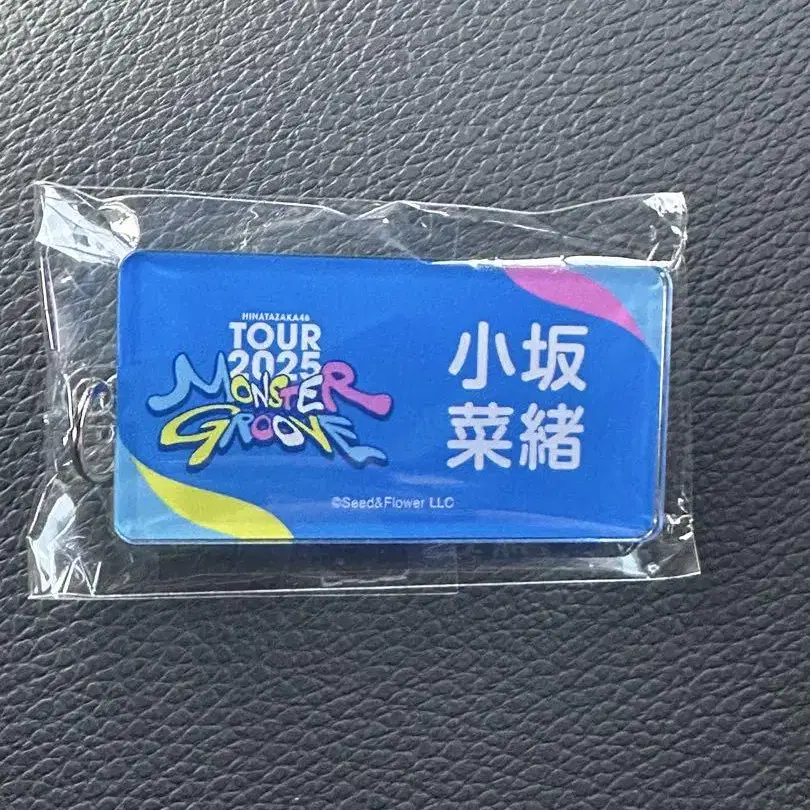 HINATAZAKA46
TOUR
2025
MONSTER
GROOVE
小坂
菜緒
©Seed&Flower LLC